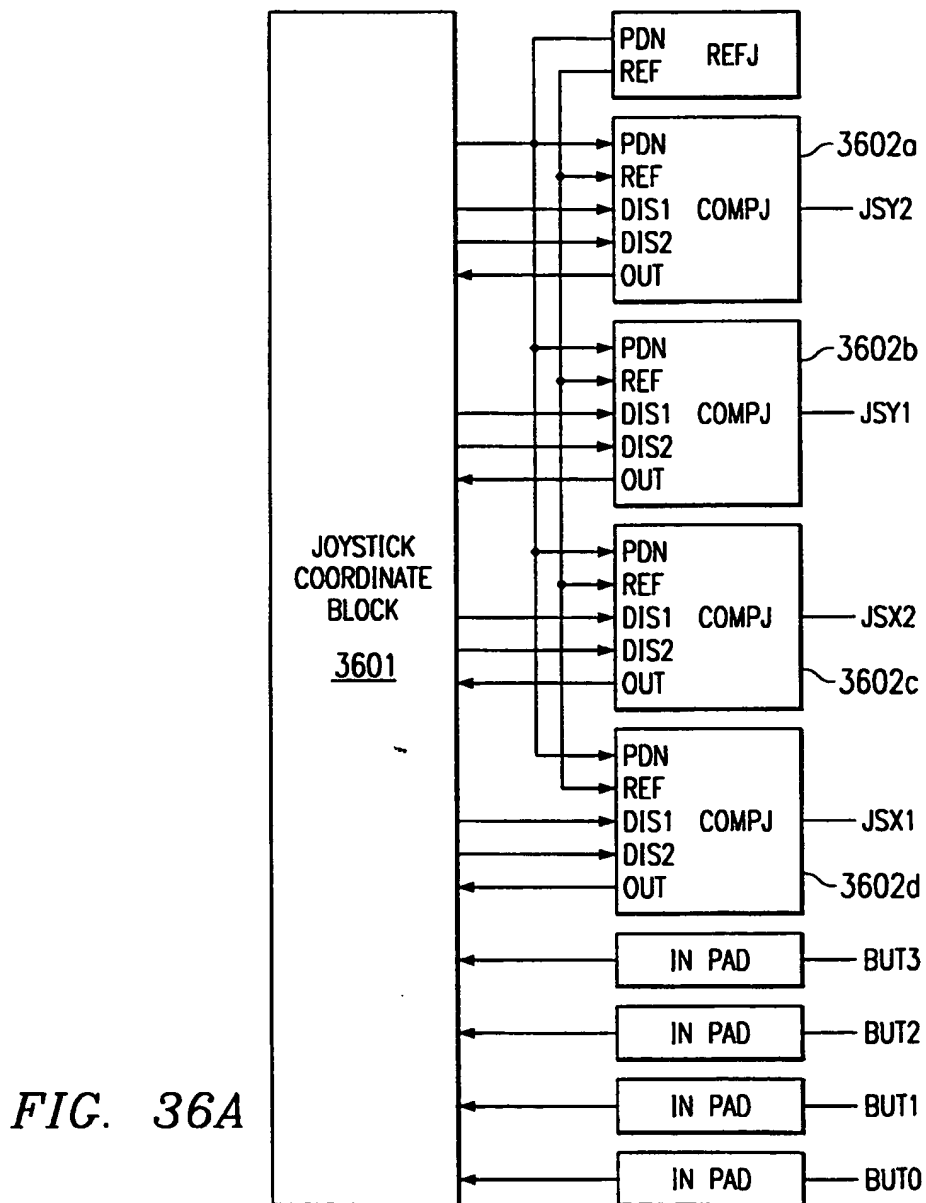 PDN
REF
REFJ
PDN
REF
DIS1
DIS2
OUT
COMPJ
3602a
JSY2
PDN
REF
DIS1
DIS2
OUT
COMPJ
3602b
JSY1
JOYSTICK
COORDINATE
BLOCK
3601
PDN
REF
DIS1
DIS2
OUT
COMPJ
JSX2
3602c
PDN
REF
DIS1
DIS2
OUT
COMPJ
JSX1
3602d
IN PAD
BUT3
IN PAD
BUT2
IN PAD
BUT1
IN PAD
BUT0
FIG. 36A